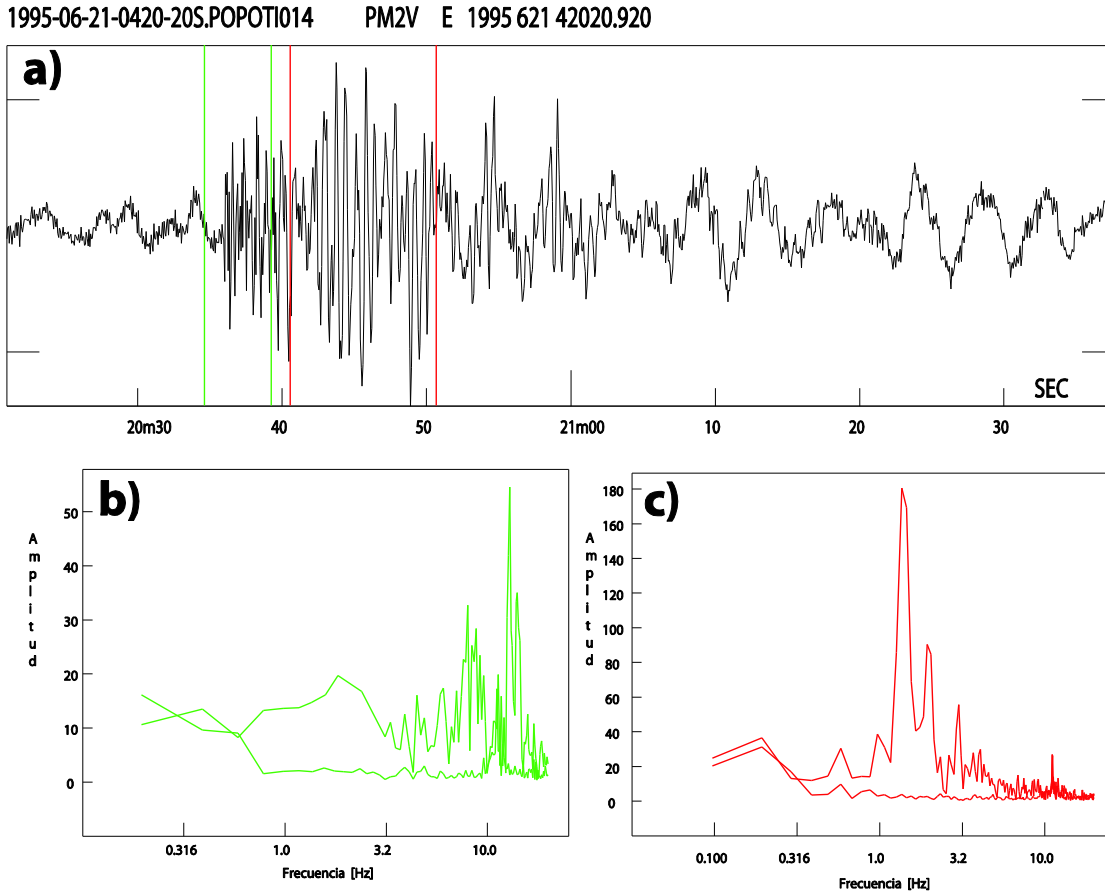 1995-06-21-0420-20S.POPOTI014 PM2V E 1995 621 42020.920
a)
SEC
20m30 40 50 21m00 10 20 30
b)
Amplitud
50
40
30
20
10
0
0.316 1.0 3.2 10.0
Frecuencia [Hz]
c)
Amplitud
180
160
140
120
100
80
60
40
20
0
0.100 0.316 1.0 3.2 10.0
Frecuencia [Hz]